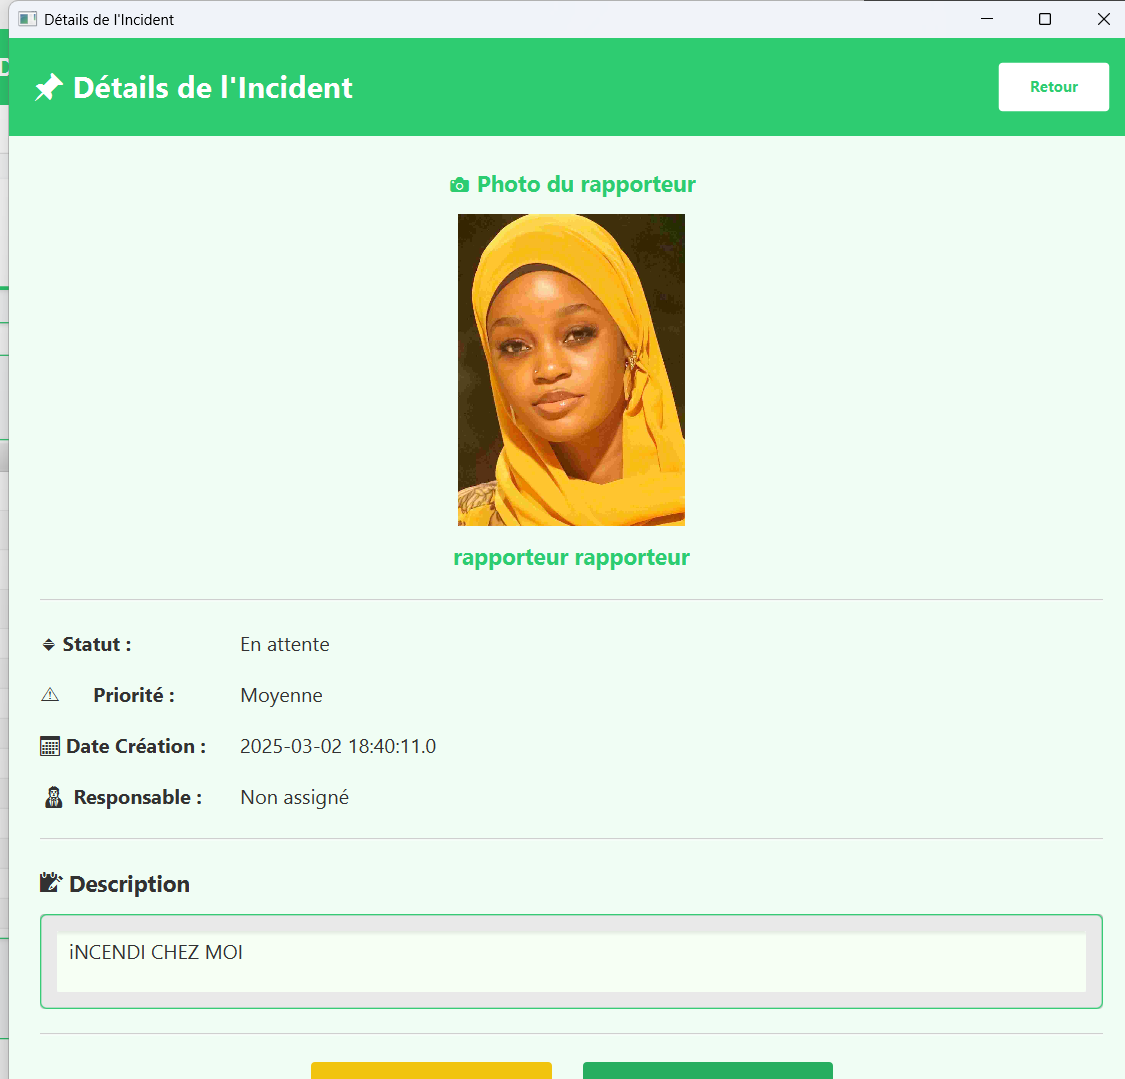 Détails de l'Incident
Détails de l'Incident
Retour
Photo du rapporteur
rapporteur rapporteur
Statut : En attente
Priorité : Moyenne
Date Création : 2025-03-02 18:40:11.0
Responsable : Non assigné
Description
iNCENDI CHEZ MOI